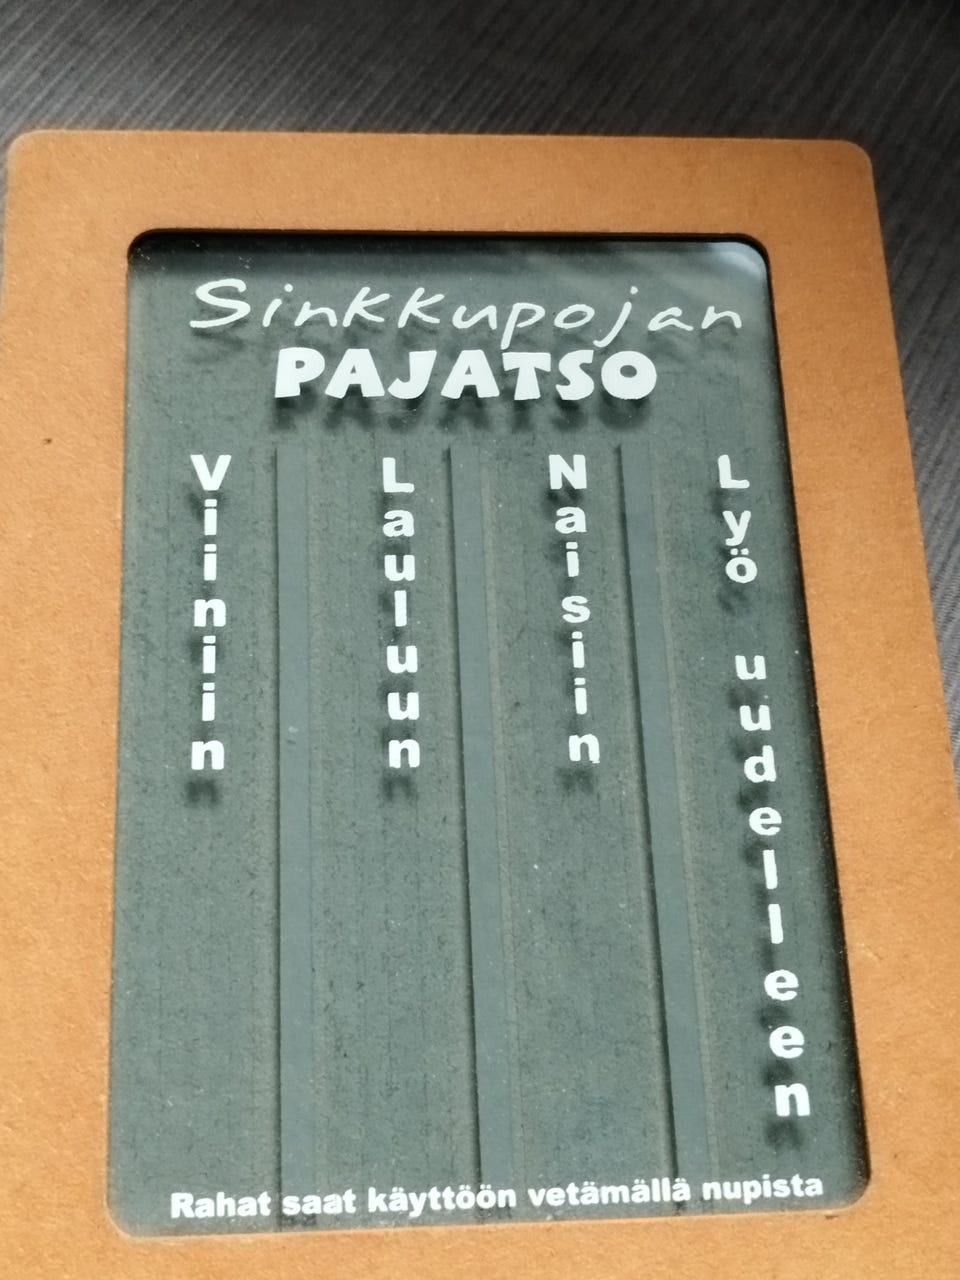 Sinkkupojan
PAJATSO
Viiniin
Lauluun
Naisiin
Lyö uudelleen
Rahat saat käyttöön vetämällä nupista